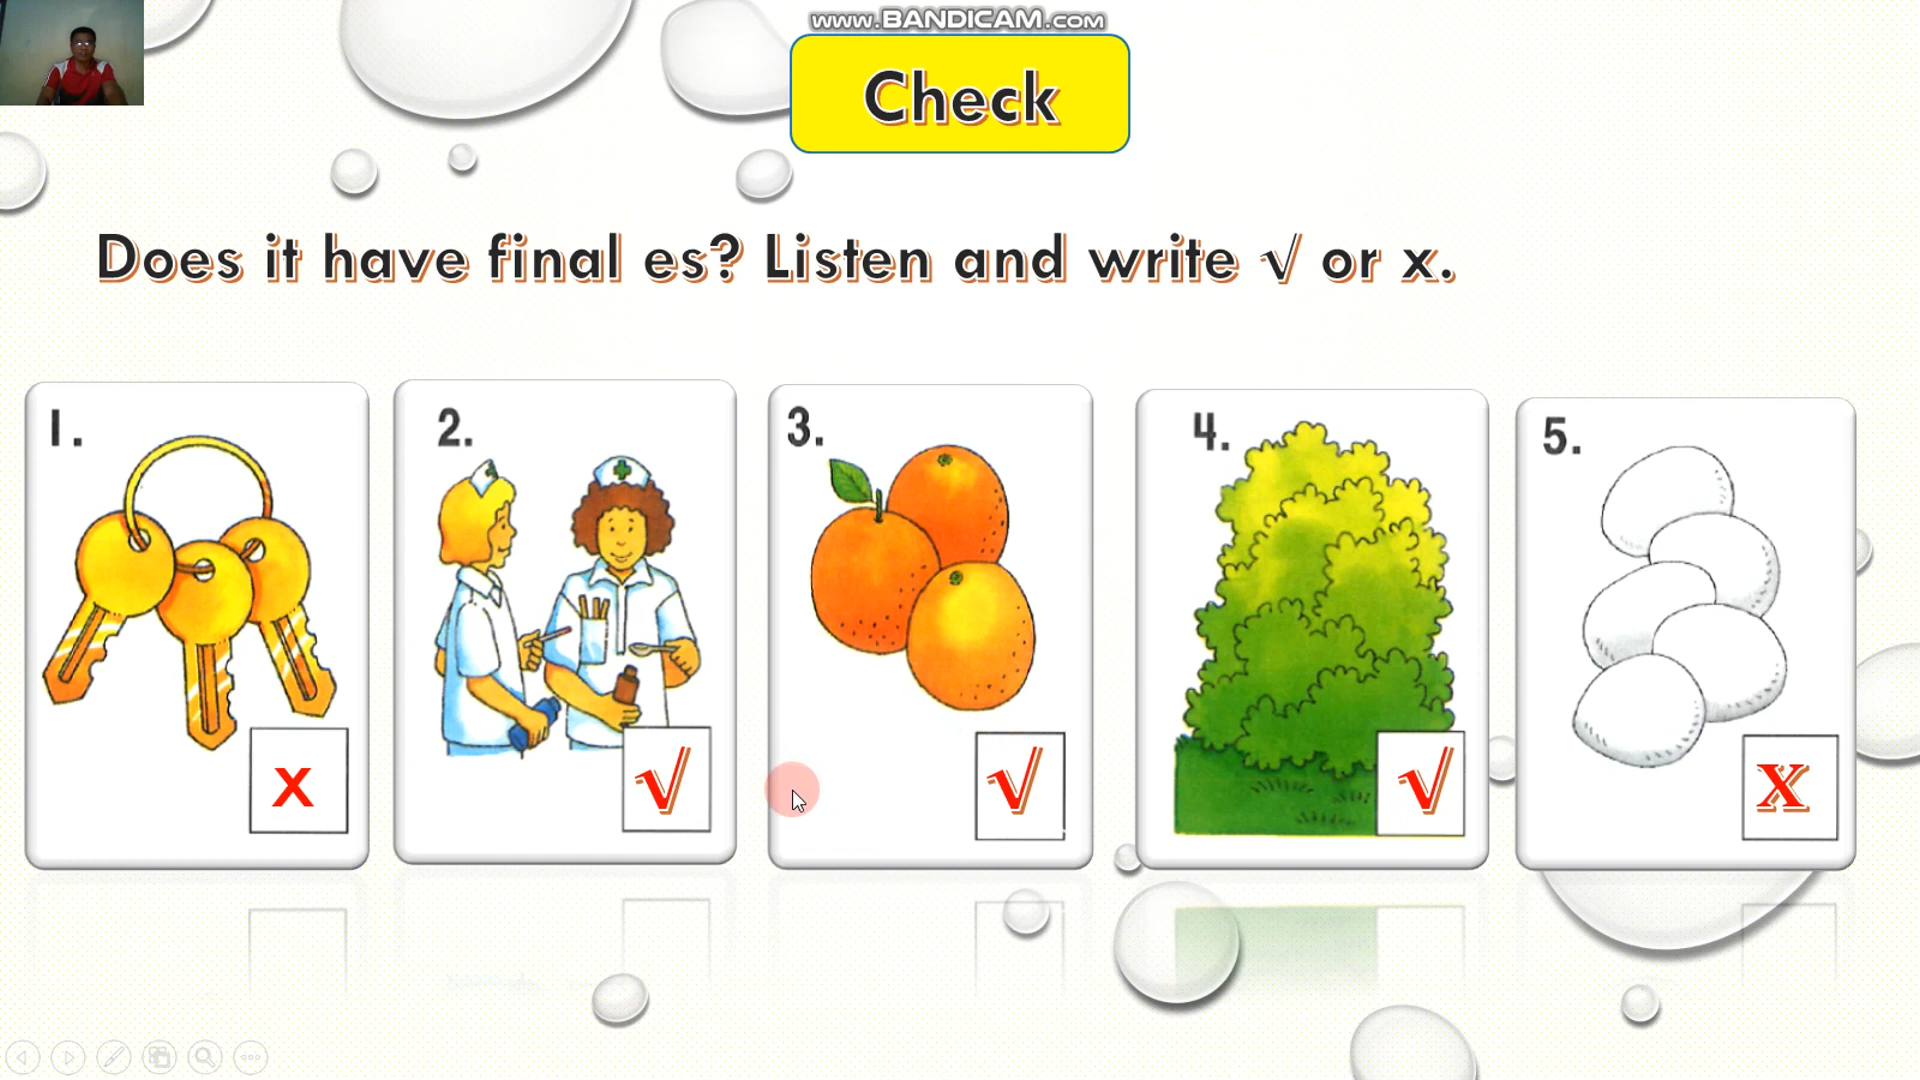 www.BANDICAM.com
Check
Does it have final es? Listen and write √ or x.
1.
2.
3.
4.
5.
x
√
√
√
x